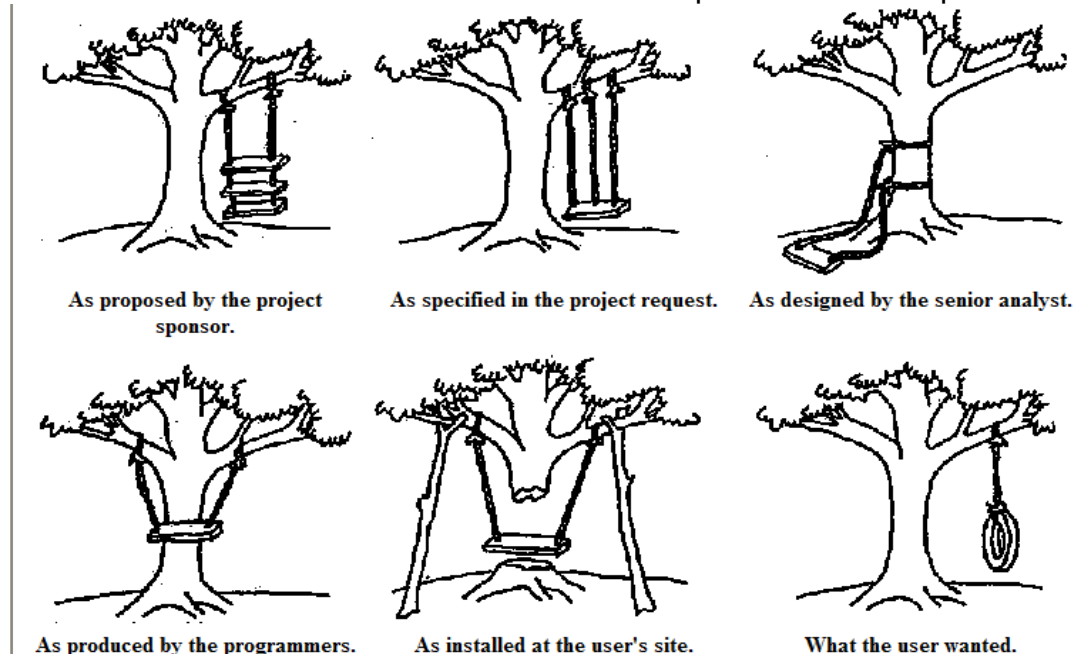 As proposed by the project
sponsor.
As specified in the project request.
As designed by the senior analyst.
As produced by the programmers.
As installed at the user's site.
What the user wanted.